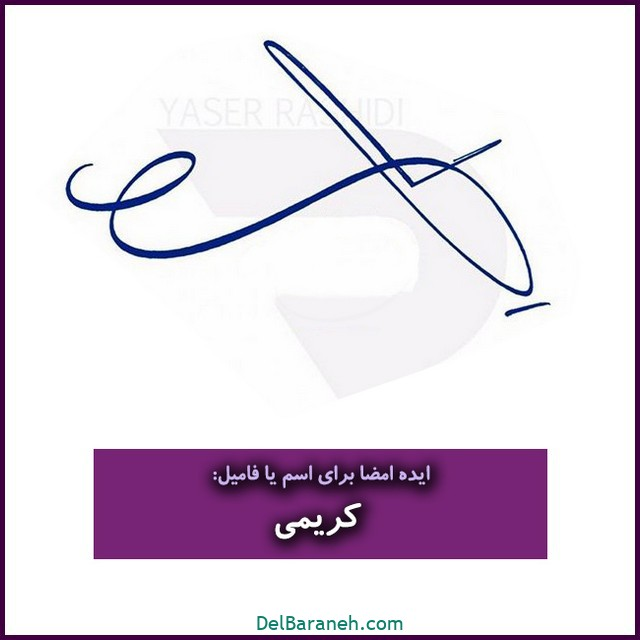 YASER RASHIDI
ایده امضا برای اسم یا فامیل:
کریمی
DelBaraneh.com